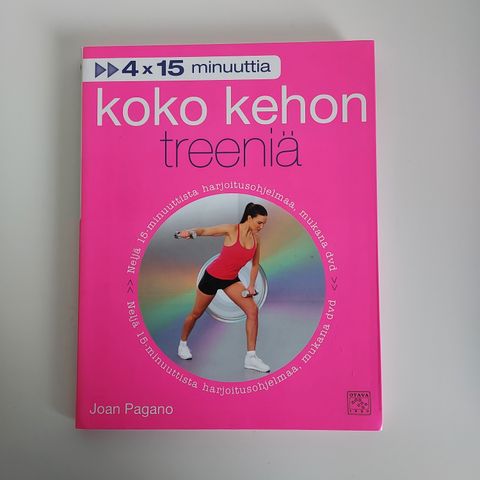 4 x 15 minuuttia
koko kehon
treeniä
>> Neljä 15-minuuttista harjoitusohjelmaa, mukana dvd
>> Neljä 15-minuuttista harjoitusohjelmaa, mukana dvd
Joan Pagano
OTAVA
1890